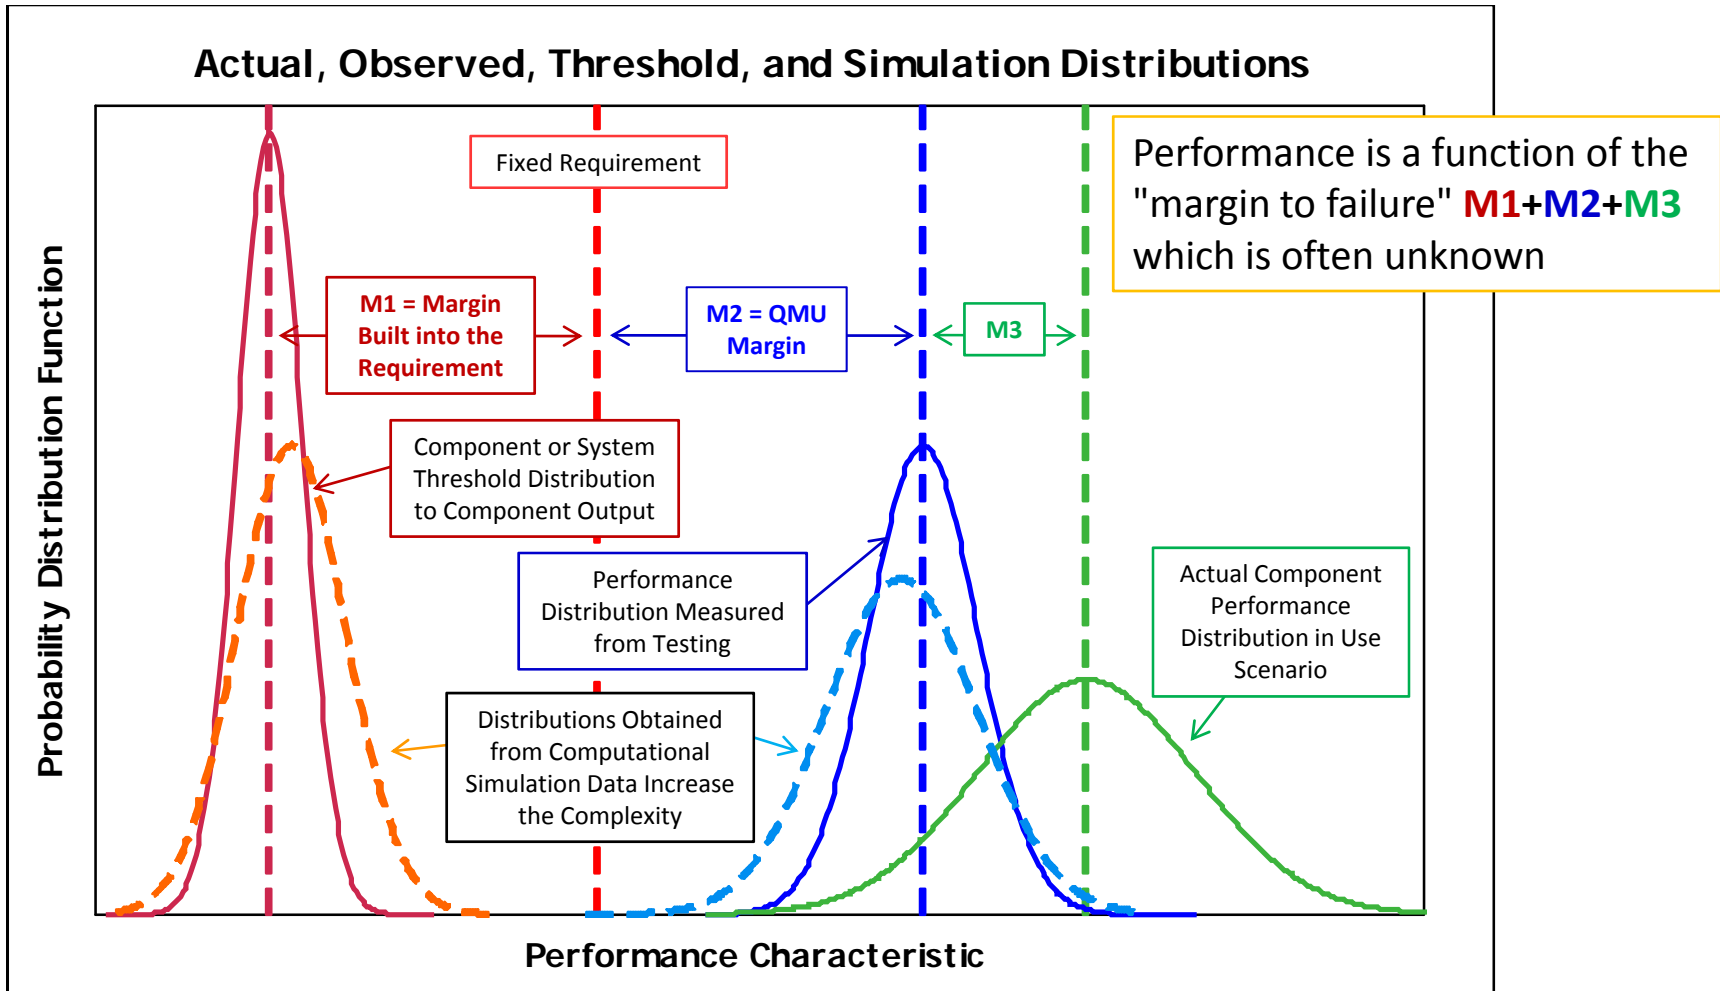 Actual, Observed, Threshold, and Simulation Distributions
Fixed Requirement
Performance is a function of the
"margin to failure" M1+M2+M3
which is often unknown
M1 = Margin
Built into the
Requirement
M2 = QMU
Margin
M3
Component or System
Threshold Distribution
to Component Output
Performance
Distribution Measured
from Testing
Actual Component
Performance
Distribution in Use
Scenario
Distributions Obtained
from Computational
Simulation Data Increase
the Complexity
Probability Distribution Function
Performance Characteristic